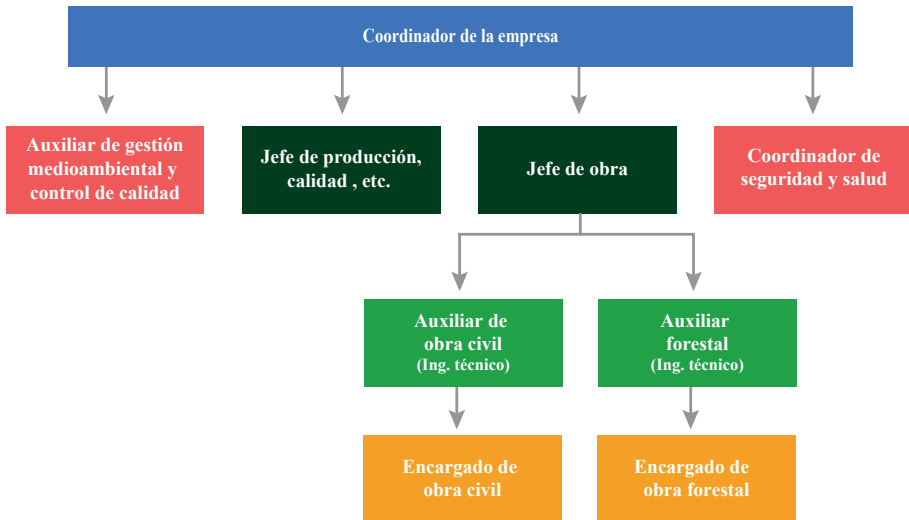 Coordinador de la empresa
Auxiliar de gestión
medioambiental y
control de calidad
Jefe de producción,
calidad , etc.
Jefe de obra
Coordinador de
seguridad y salud
Auxiliar de
obra civil
(Ing. técnico)
Auxiliar
forestal
(Ing. técnico)
Encargado de
obra civil
Encargado de
obra forestal